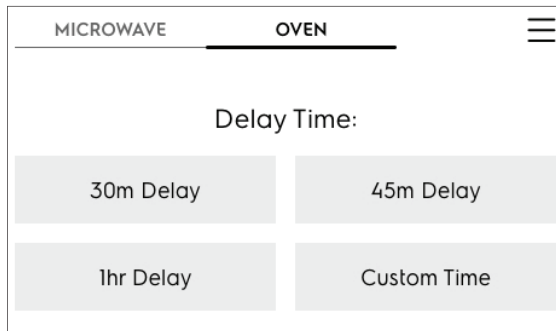 MICROWAVE OVEN
Delay Time:
30m Delay 45m Delay
1hr Delay Custom Time